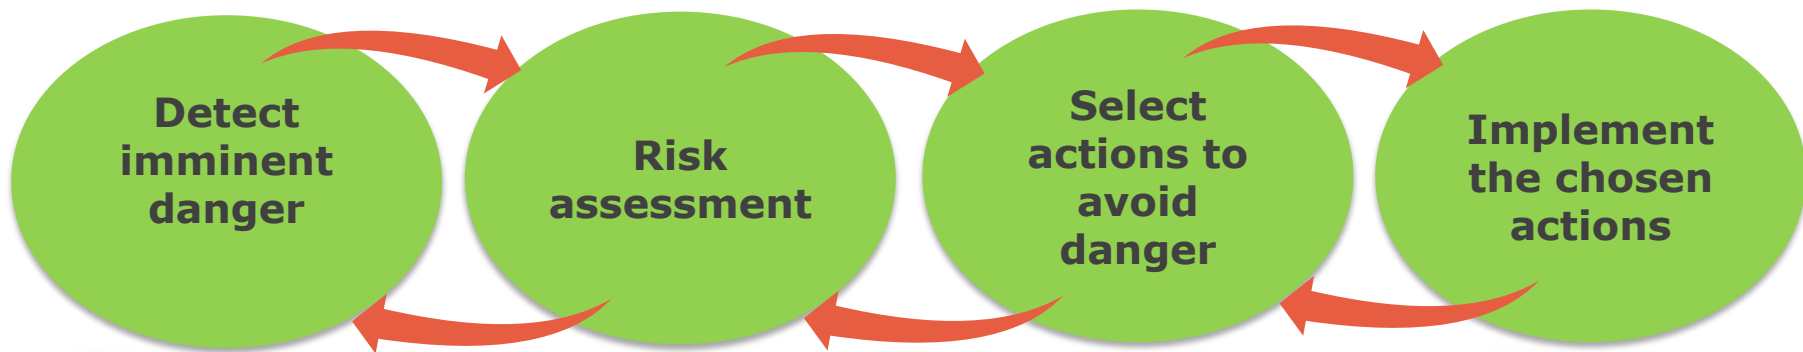 Detect
imminent
danger
Risk
assessment
Select
actions to
avoid
danger
Implement
the chosen
actions